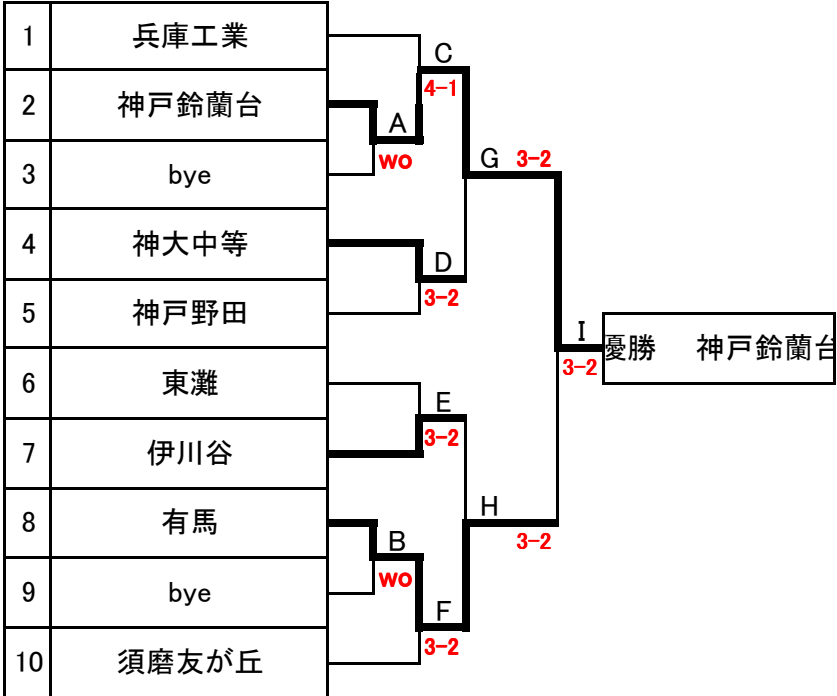 1 兵庫工業
C
4-1
2 神戸鈴蘭台
A
wo
G 3-2
3 bye
4 神大中等
D
3-2
5 神戸野田
I
3-2
優勝 神戸鈴蘭台
6 東灘
E
3-2
7 伊川谷
8 有馬
H
3-2
B
wo
9 bye
F
3-2
10 須磨友が丘